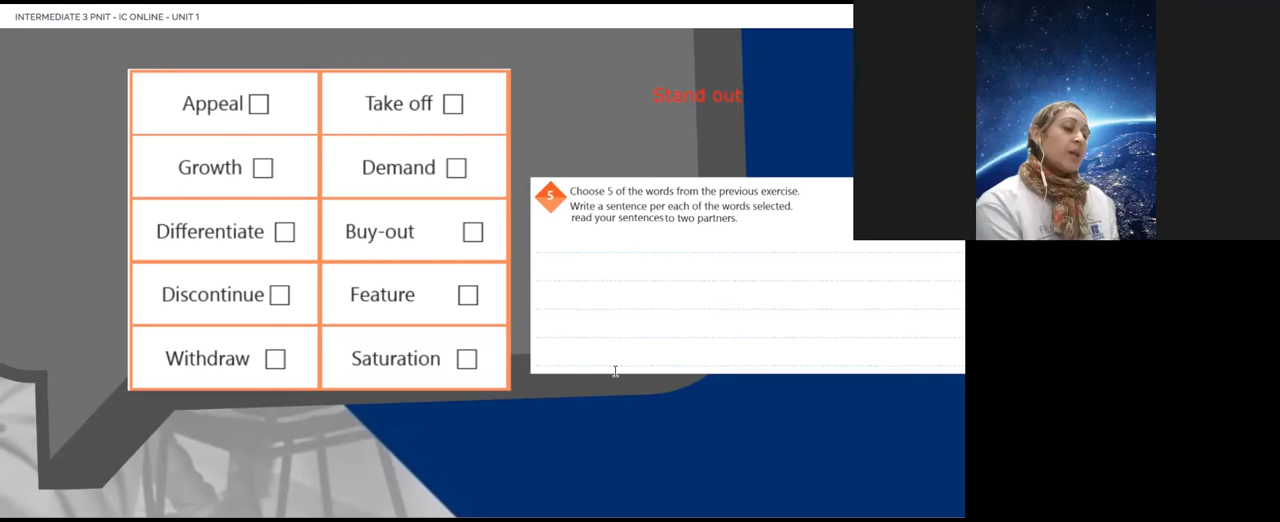 INTERMEDIATE 3 PNIT - IC ONLINE - UNIT 1
Appeal
Take off
Stand out
Growth
Demand
Differentiate
Buy-out
Discontinue
Feature
Withdraw
Saturation
5
Choose 5 of the words from the previous exercise.
Write a sentence per each of the words selected.
read your sentences to two partners.